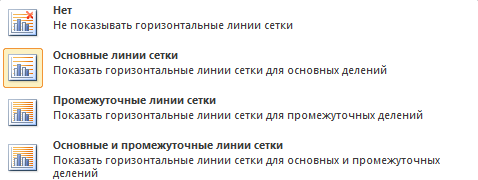 Нет
Не показывать горизонтальные линии сетки
Основные линии сетки
Показать горизонтальные линии сетки для основных делений
Промежуточные линии сетки
Показать горизонтальные линии сетки для промежуточных делений
Основные и промежуточные линии сетки
Показать горизонтальные линии сетки для основных и промежуточных
делений